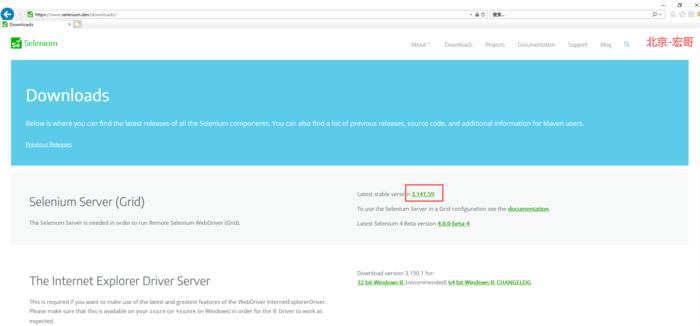 https://www.selenium.dev/downloads/
搜索...
Downloads
Selenium
About
Downloads
Projects
Documentation
Support
Blog
北京-宏哥
Downloads
Below is where you can find the latest releases of all the Selenium components. You can also find a list of previous releases, source code, and additional information for Maven users.
Previous Releases
Selenium Server (Grid)
The Selenium Server is needed in order to run Remote Selenium WebDriver (Grid).
Latest stable version 3.141.59
To use the Selenium Server in a Grid configuration see the documentation.
Latest Selenium 4 Beta version 4.0.0-beta-4
The Internet Explorer Driver Server
This is required if you want to make use of the latest and greatest features of the WebDriver InternetExplorerDriver.
Please make sure that this is available on your $PATH (or %PATH% on Windows) in order for the IE Driver to work as
expected.
Download version 3.150.1 for:
32 bit Windows IE (recommended) 64 bit Windows IE CHANGELOG